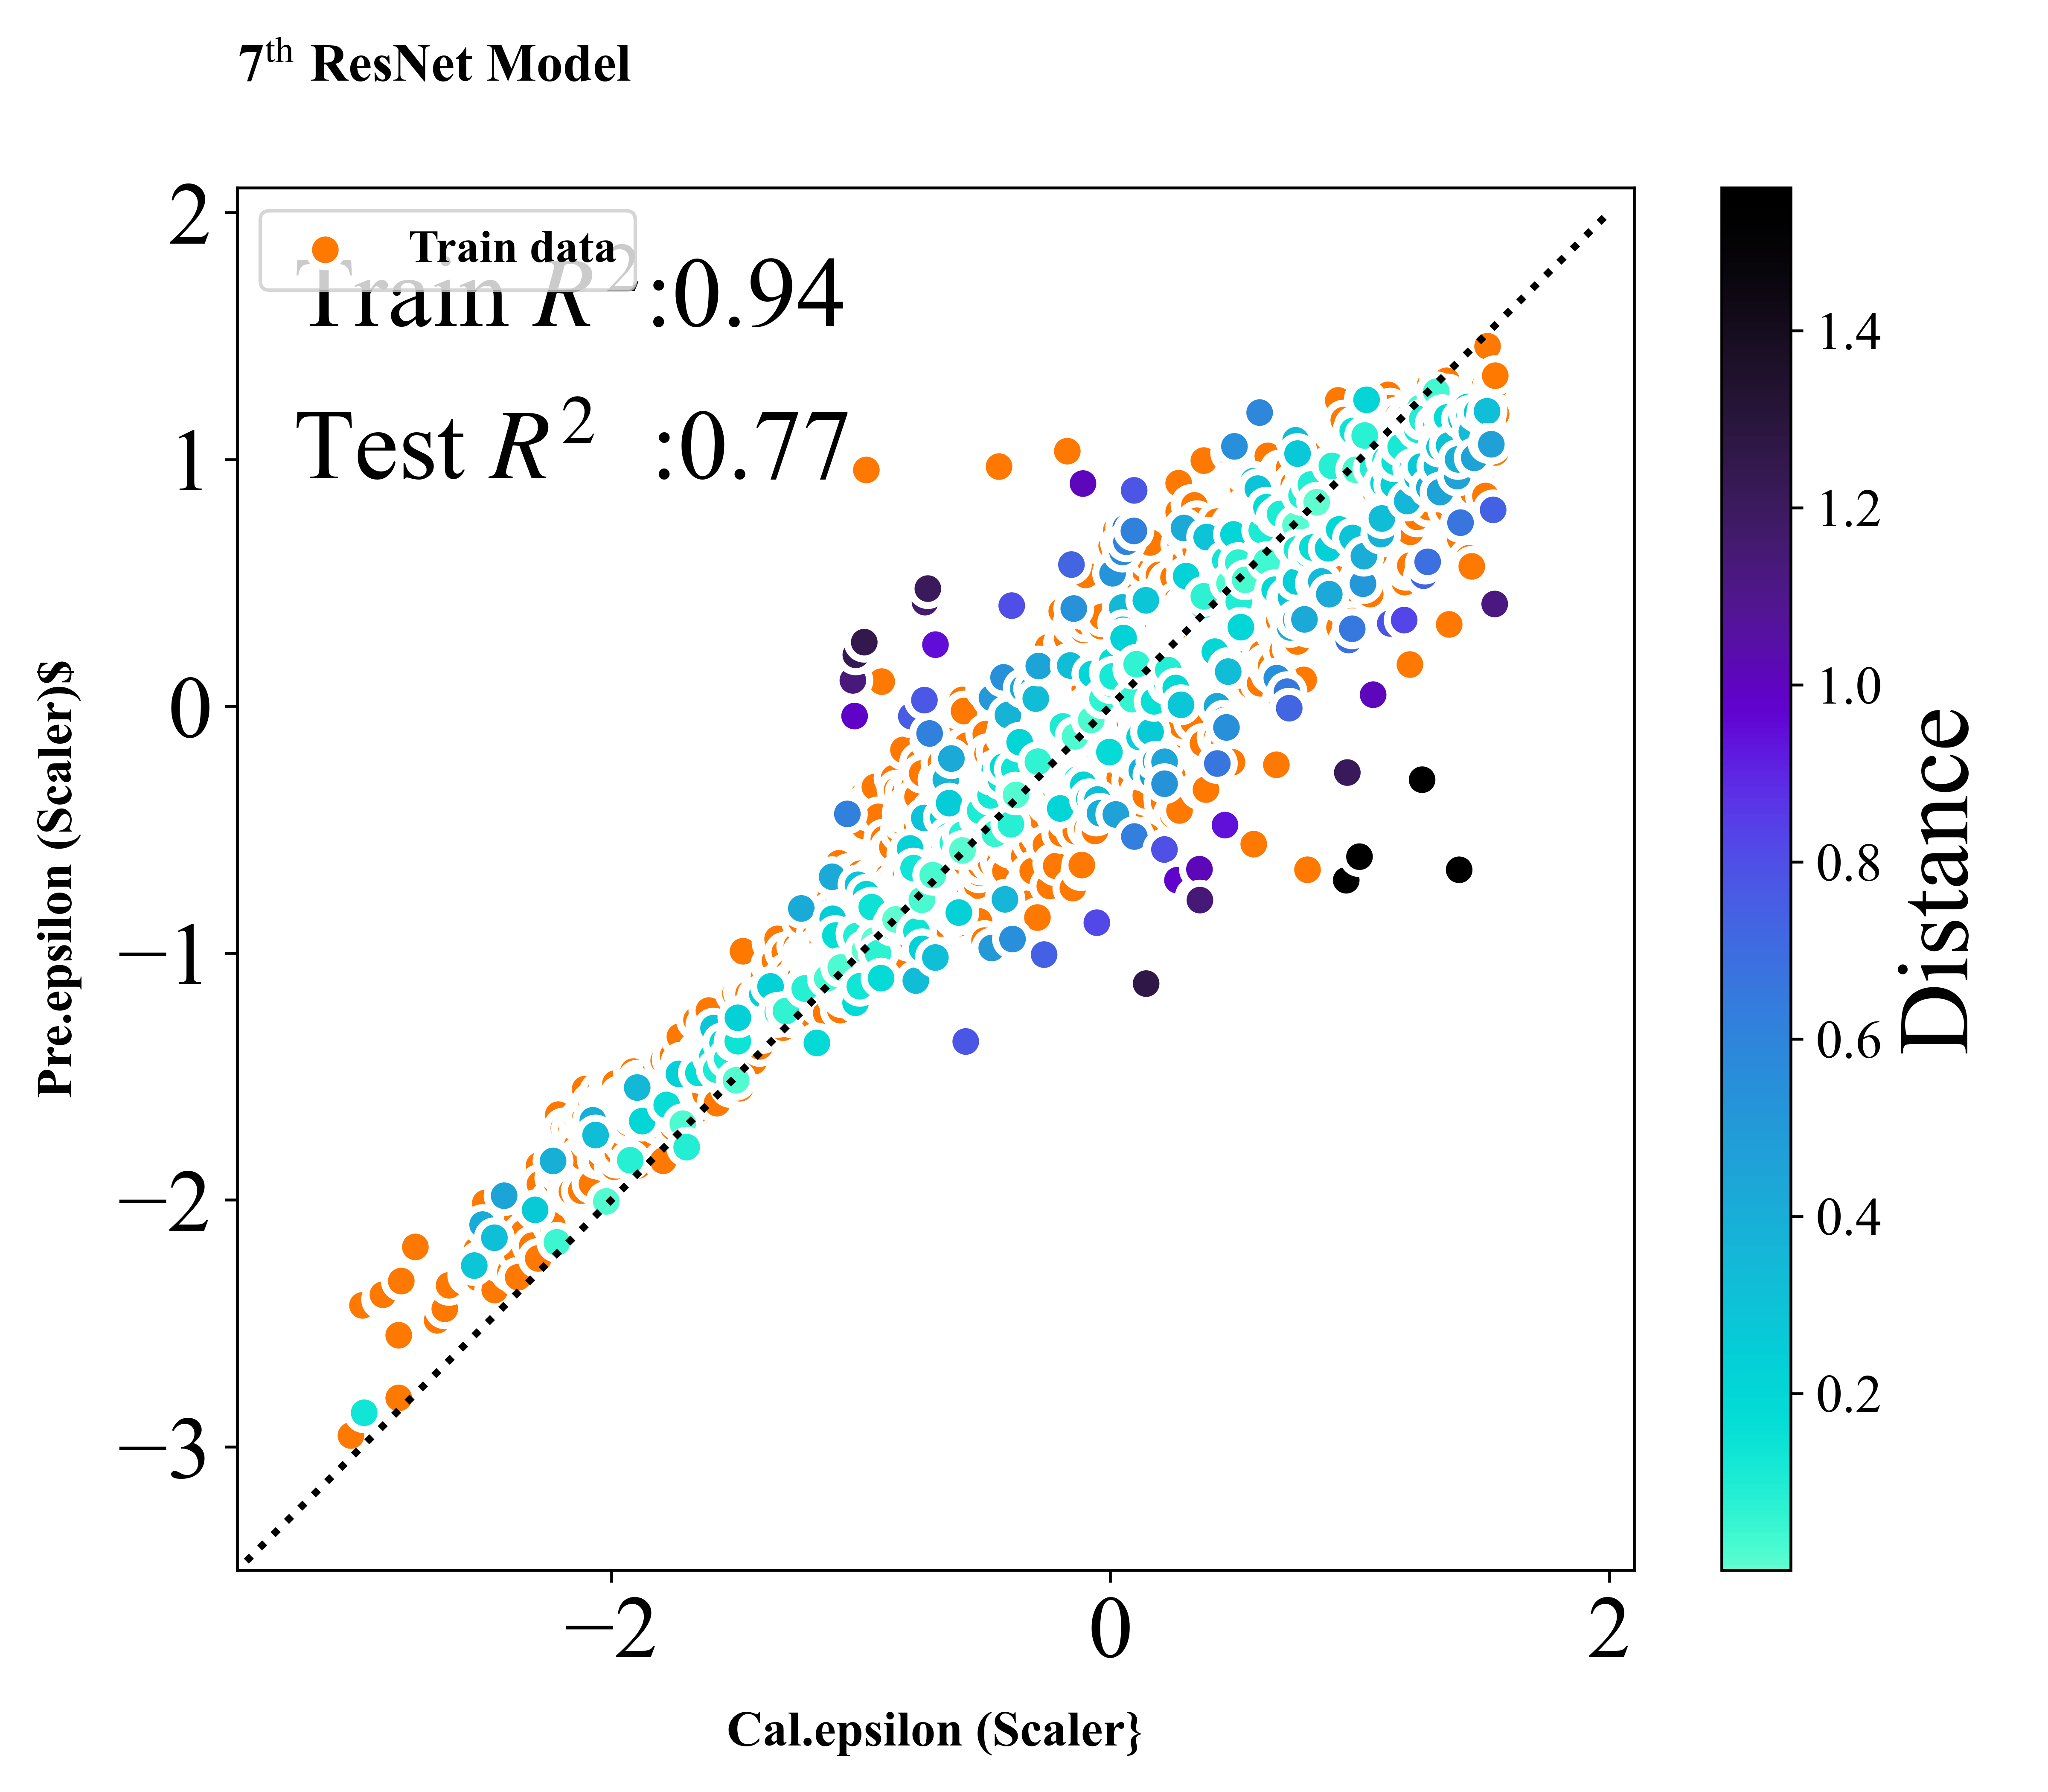 7th ResNet Model
Train data
Train R2 :0.94
Test R2 :0.77
2
1
0
−1
−2
−3
Pre.epsilon (Scaler)$
−2
0
2
Cal.epsilon (Scaler}
1.4
1.2
1.0
0.8
0.6
0.4
0.2
Distance